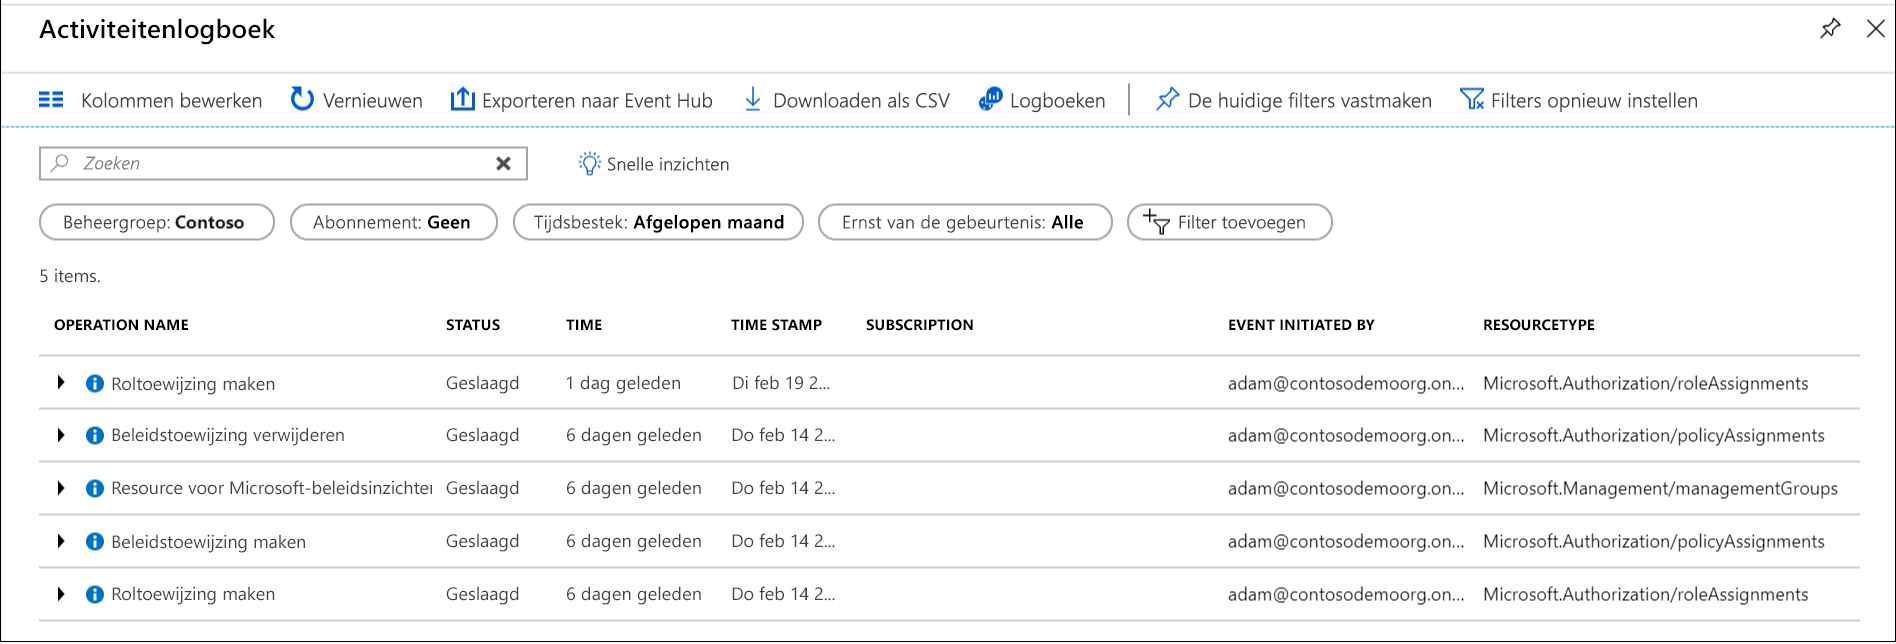 Activiteitenlogboek
Kolommen bewerken Vernieuwen Exporteren naar Event Hub Downloaden als CSV Logboeken De huidige filters vastmaken Filters opnieuw instellen
Zoeken Snelle inzichten
Beheergroep: Contoso Abonnement: Geen Tijdsbestek: Afgelopen maand Ernst van de gebeurtenis: Alle Filter toevoegen
5 items.
OPERATION NAME STATUS TIME TIME STAMP SUBSCRIPTION EVENT INITIATED BY RESOURCETYPE
Roltoewijzing maken Geslaagd 1 dag geleden Di feb 19 2... adam@contosodemoorg.on... Microsoft.Authorization/roleAssignments
Beleidstoewijzing verwijderen Geslaagd 6 dagen geleden Do feb 14 2... adam@contosodemoorg.on... Microsoft.Authorization/policyAssignments
Resource voor Microsoft-beleidsinzichten Geslaagd 6 dagen geleden Do feb 14 2... adam@contosodemoorg.on... Microsoft.Management/managementGroups
Beleidstoewijzing maken Geslaagd 6 dagen geleden Do feb 14 2... adam@contosodemoorg.on... Microsoft.Authorization/policyAssignments
Roltoewijzing maken Geslaagd 6 dagen geleden Do feb 14 2... adam@contosodemoorg.on... Microsoft.Authorization/roleAssignments